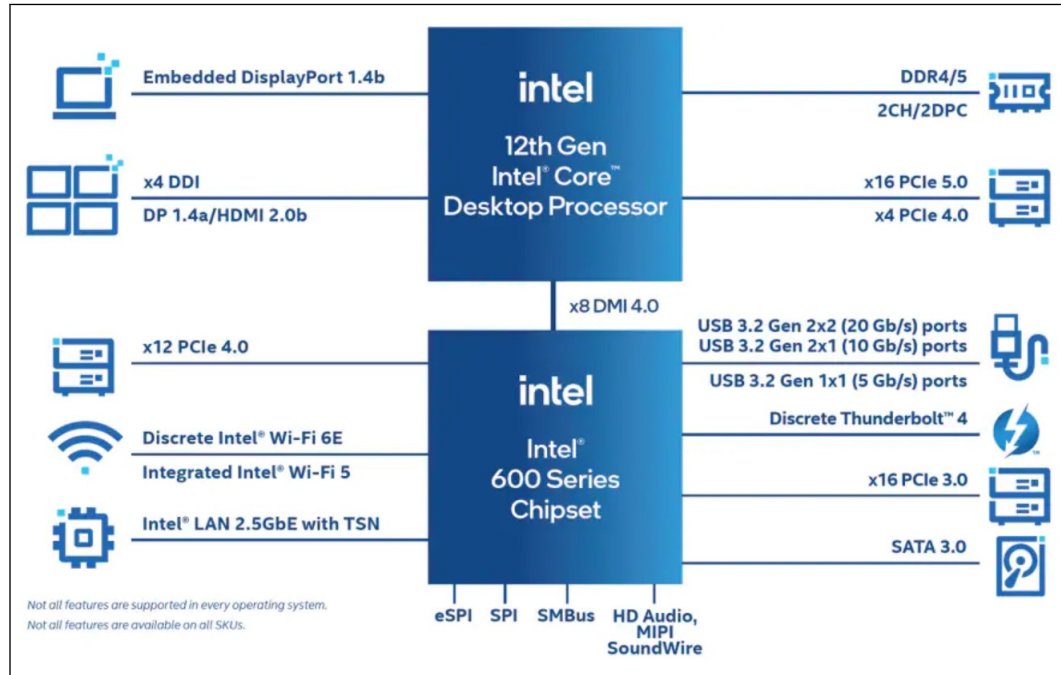 Embedded DisplayPort 1.4b
x4 DDI
DP 1.4a/HDMI 2.0b
intel
12th Gen
Intel® Core™
Desktop Processor
DDR4/5
2CH/2DPC
x16 PCIe 5.0
x4 PCIe 4.0
x8 DMI 4.0
x12 PCIe 4.0
Discrete Intel® Wi-Fi 6E
Integrated Intel® Wi-Fi 5
Intel® LAN 2.5GbE with TSN
intel
Intel®
600 Series
Chipset
USB 3.2 Gen 2x2 (20 Gb/s) ports
USB 3.2 Gen 2x1 (10 Gb/s) ports
USB 3.2 Gen 1x1 (5 Gb/s) ports
Discrete Thunderbolt™ 4
x16 PCIe 3.0
SATA 3.0
eSPI
SPI
SMBus
HD Audio,
MIPI
SoundWire
Not all features are supported in every operating system.
Not all features are available on all SKUs.